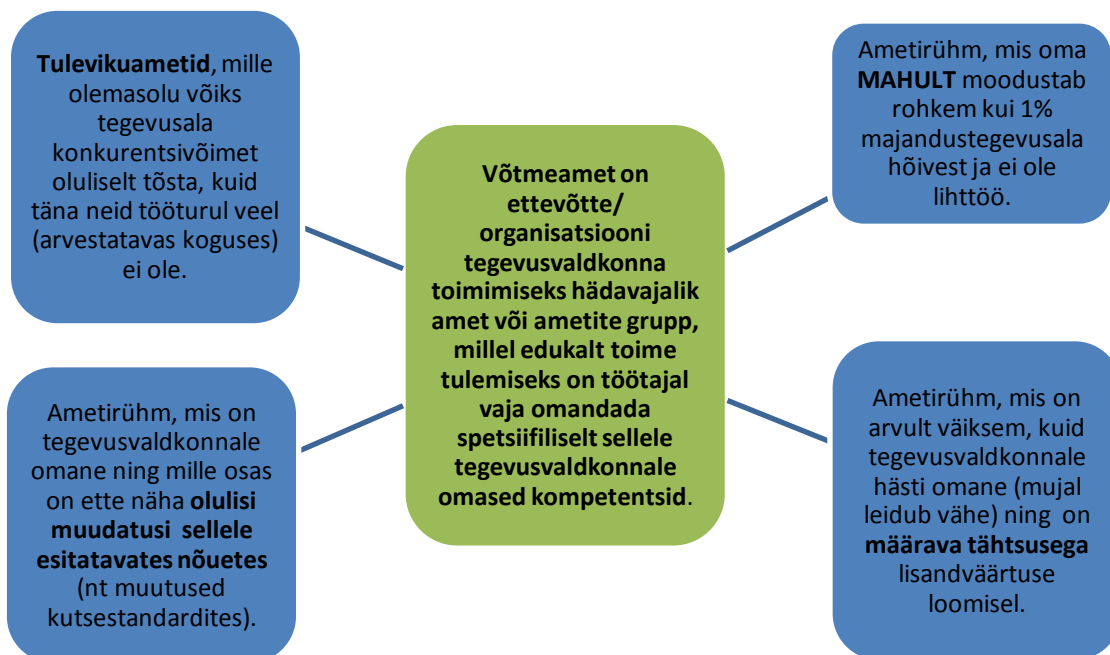 Tulevikuametid, mille
olemasolu võiks
tegevusala
konkurentsivõimet
oluliselt tõsta, kuid
täna neid tööturul veel
(arvestatavas koguses)
ei ole.
Ametirühm, mis oma
MAHULT moodustab
rohkem kui 1%
majandustegevusala
hõivest ja ei ole
lihttöö.
Võtmeamet on
ettevõtte/
organisatsiooni
tegevusvaldkonna
toimimiseks hädavajalik
amet või ametite grupp,
millel edukalt toime
tulemiseks on töötajal
vaja omandada
spetsiifiliselt sellele
tegevusvaldkonnale
omased kompetentsid.
Ametirühm, mis on
tegevusvaldkonnale
omane ning mille osas
on ette näha olulisi
muudatusi sellele
esitatavates nõuetes
(nt muutused
kutsestandardites).
Ametirühm, mis on
arvult väiksem, kuid
tegevusvaldkonnale
hästi omane (mujal
leidub vähe) ning on
määrava tähtsusega
lisandväärtuse
loomisel.